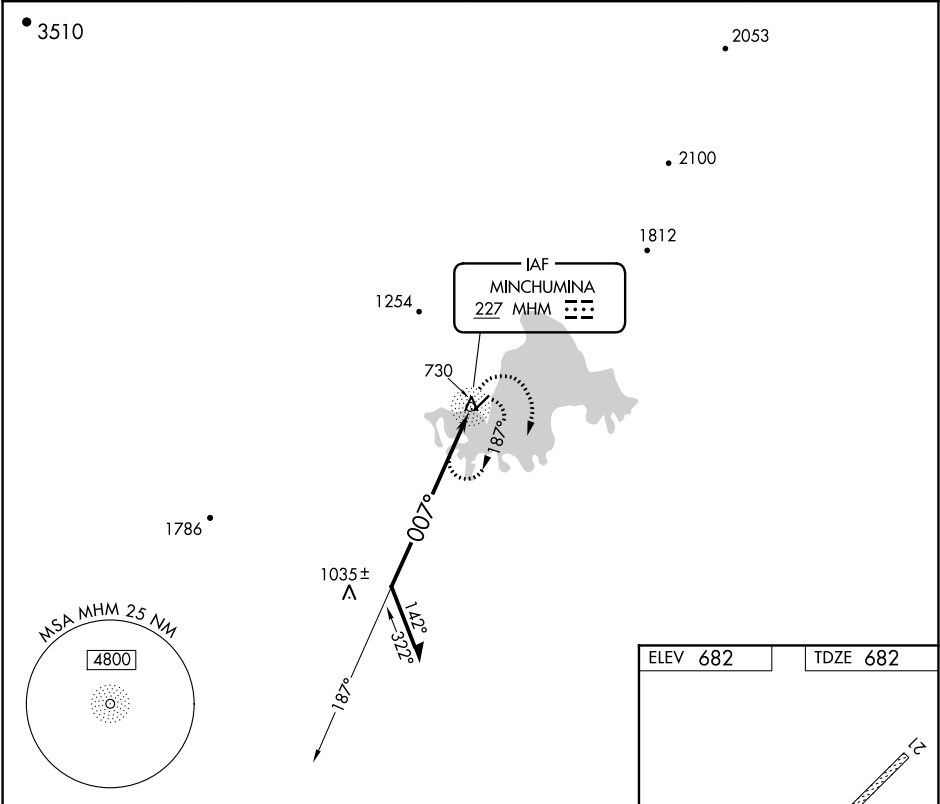 3510
2053
2100
1812
IAF
MINCHUMINA
227 MHM
1254
730
187°
007°
1786
1035±
142°
322°
187°
MSA MHM 25 NM
4800
ELEV 682
TDZE 682
21